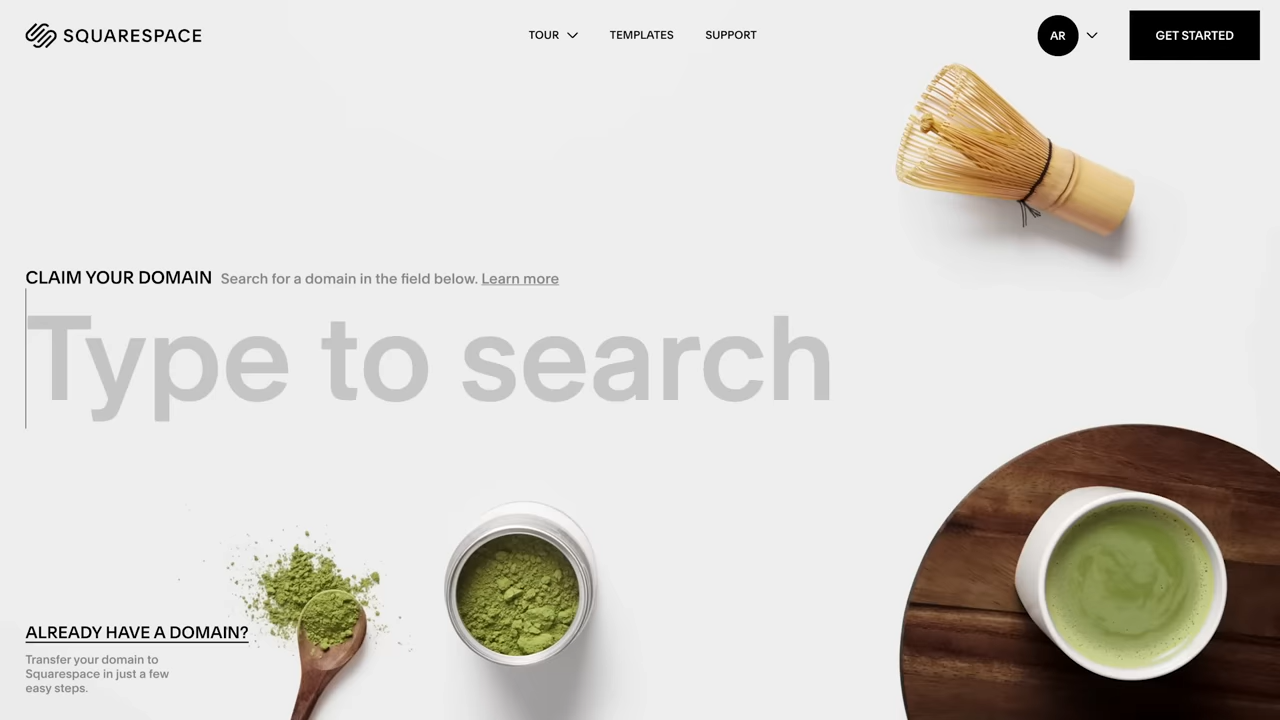 SQUARESPACE
TOUR
TEMPLATES
SUPPORT
AR
GET STARTED
CLAIM YOUR DOMAIN Search for a domain in the field below. Learn more
Type to search
ALREADY HAVE A DOMAIN?
Transfer your domain to
Squarespace in just a few
easy steps.